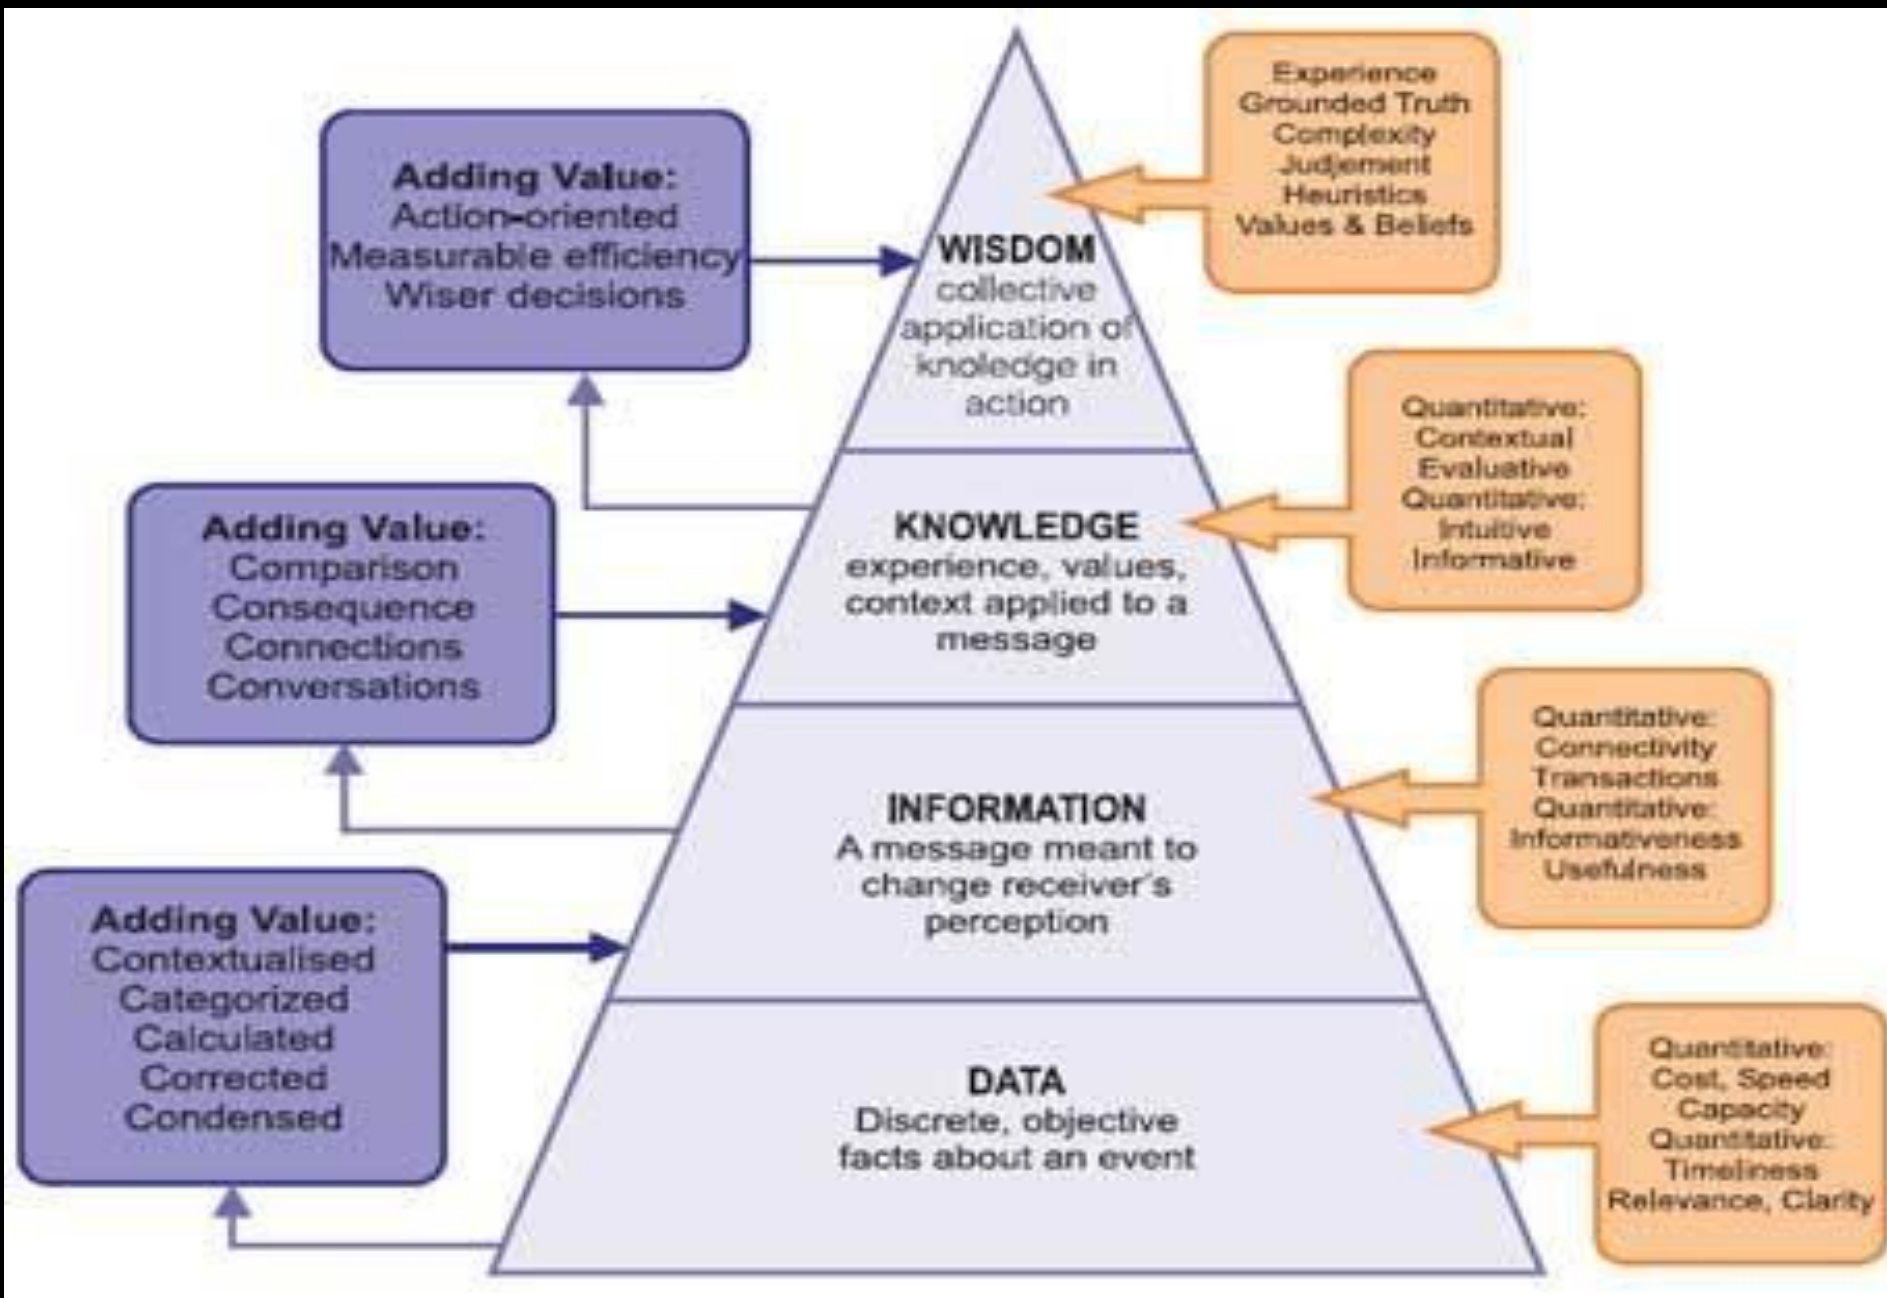 Experience
Grounded Truth
Complexity
Judjement
Heuristics
Values & Beliefs
Adding Value:
Action-oriented
Measurable efficiency
Wiser decisions
WISDOM
collective
application of
knoledge in
action
Quantitative:
Contextual
Evaluative
Quantitative:
Intuitive
Informative
Adding Value:
Comparison
Consequence
Connections
Conversations
KNOWLEDGE
experience, values,
context applied to a
message
Quantitative:
Connectivity
Transactions
Quantitative:
Informativeness
Usefulness
INFORMATION
A message meant to
change receiver's
perception
Adding Value:
Contextualised
Categorized
Calculated
Corrected
Condensed
DATA
Discrete, objective
facts about an event
Quantitative:
Cost, Speed
Capacity
Quantitative:
Timeliness
Relevance, Clarity